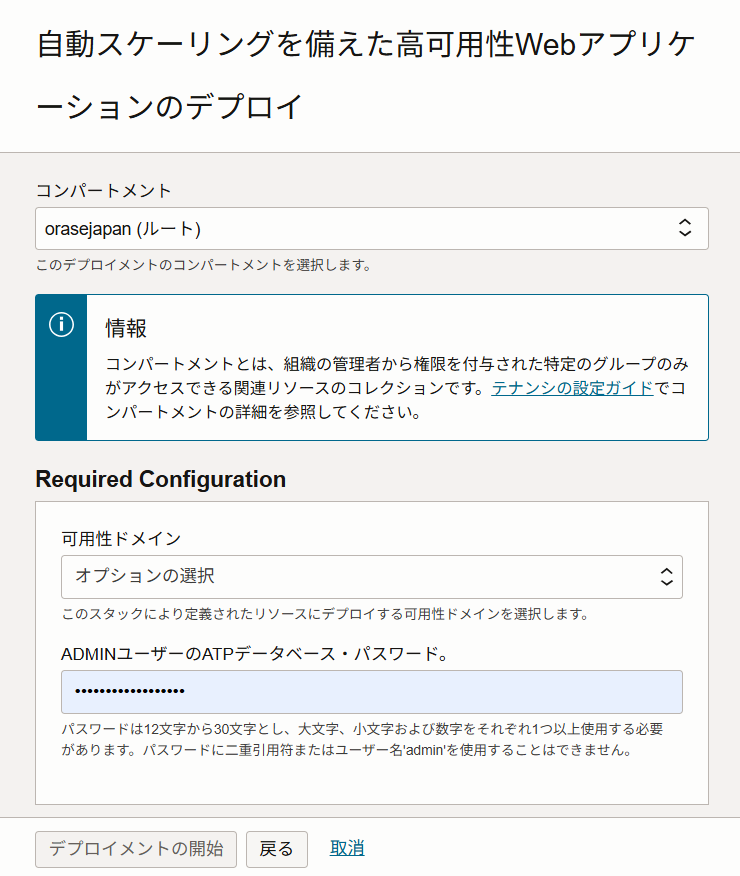 自動スケーリングを備えた高可用性Webアプリケ
ーションのデプロイ
コンパートメント
orasejapan (ルート)
このデプロイメントのコンパートメントを選択します。
情報
コンパートメントとは、組織の管理者から権限を付与された特定のグループのみ
がアクセスできる関連リソースのコレクションです。テナンシの設定ガイドでコ
ンパートメントの詳細を参照してください。
Required Configuration
可用性ドメイン
オプションの選択
このスタックにより定義されたリソースにデプロイする可用性ドメインを選択します。
ADMINユーザーのATPデータベース・パスワード。
••••••••••••••••••
パスワードは12文字から30文字とし、大文字、小文字および数字をそれぞれ1つ以上使用する必要
があります。パスワードに二重引用符またはユーザー名'admin'を使用することはできません。
デプロイメントの開始
戻る
取消